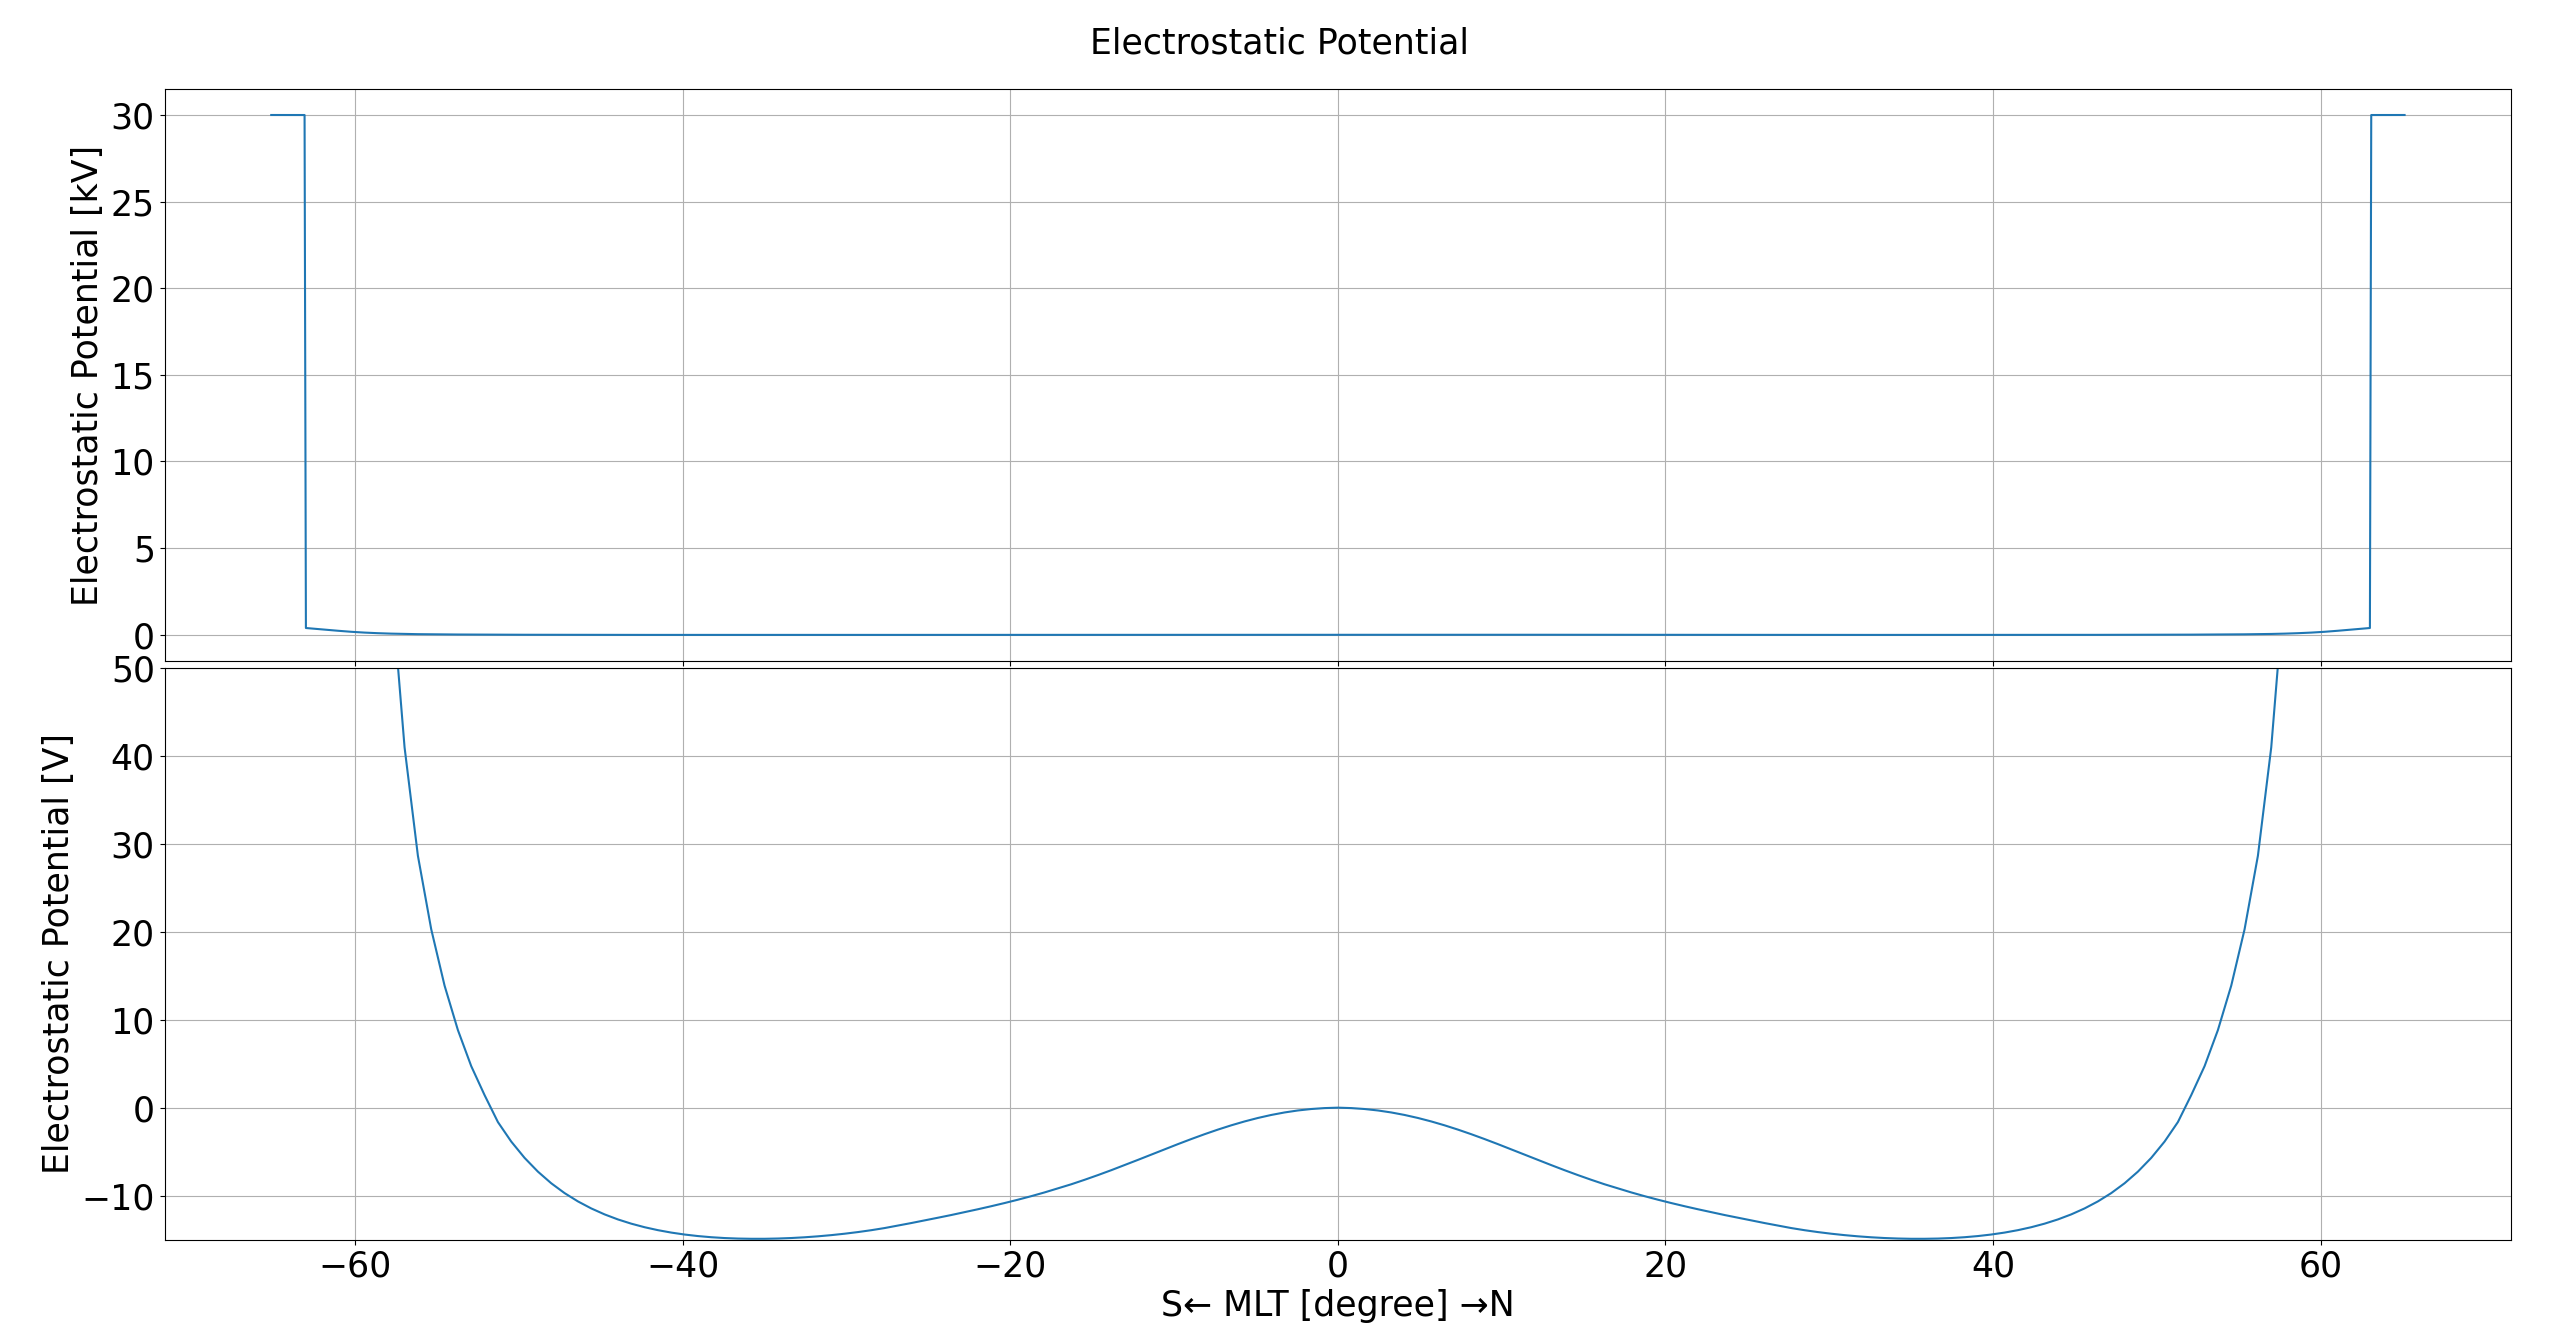 Electrostatic Potential
Electrostatic Potential [kV]
30
25
20
15
10
5
0
Electrostatic Potential [V]
50
40
30
20
10
0
−10
−60 −40 −20 0 20 40 60
S← MLT [degree] →N